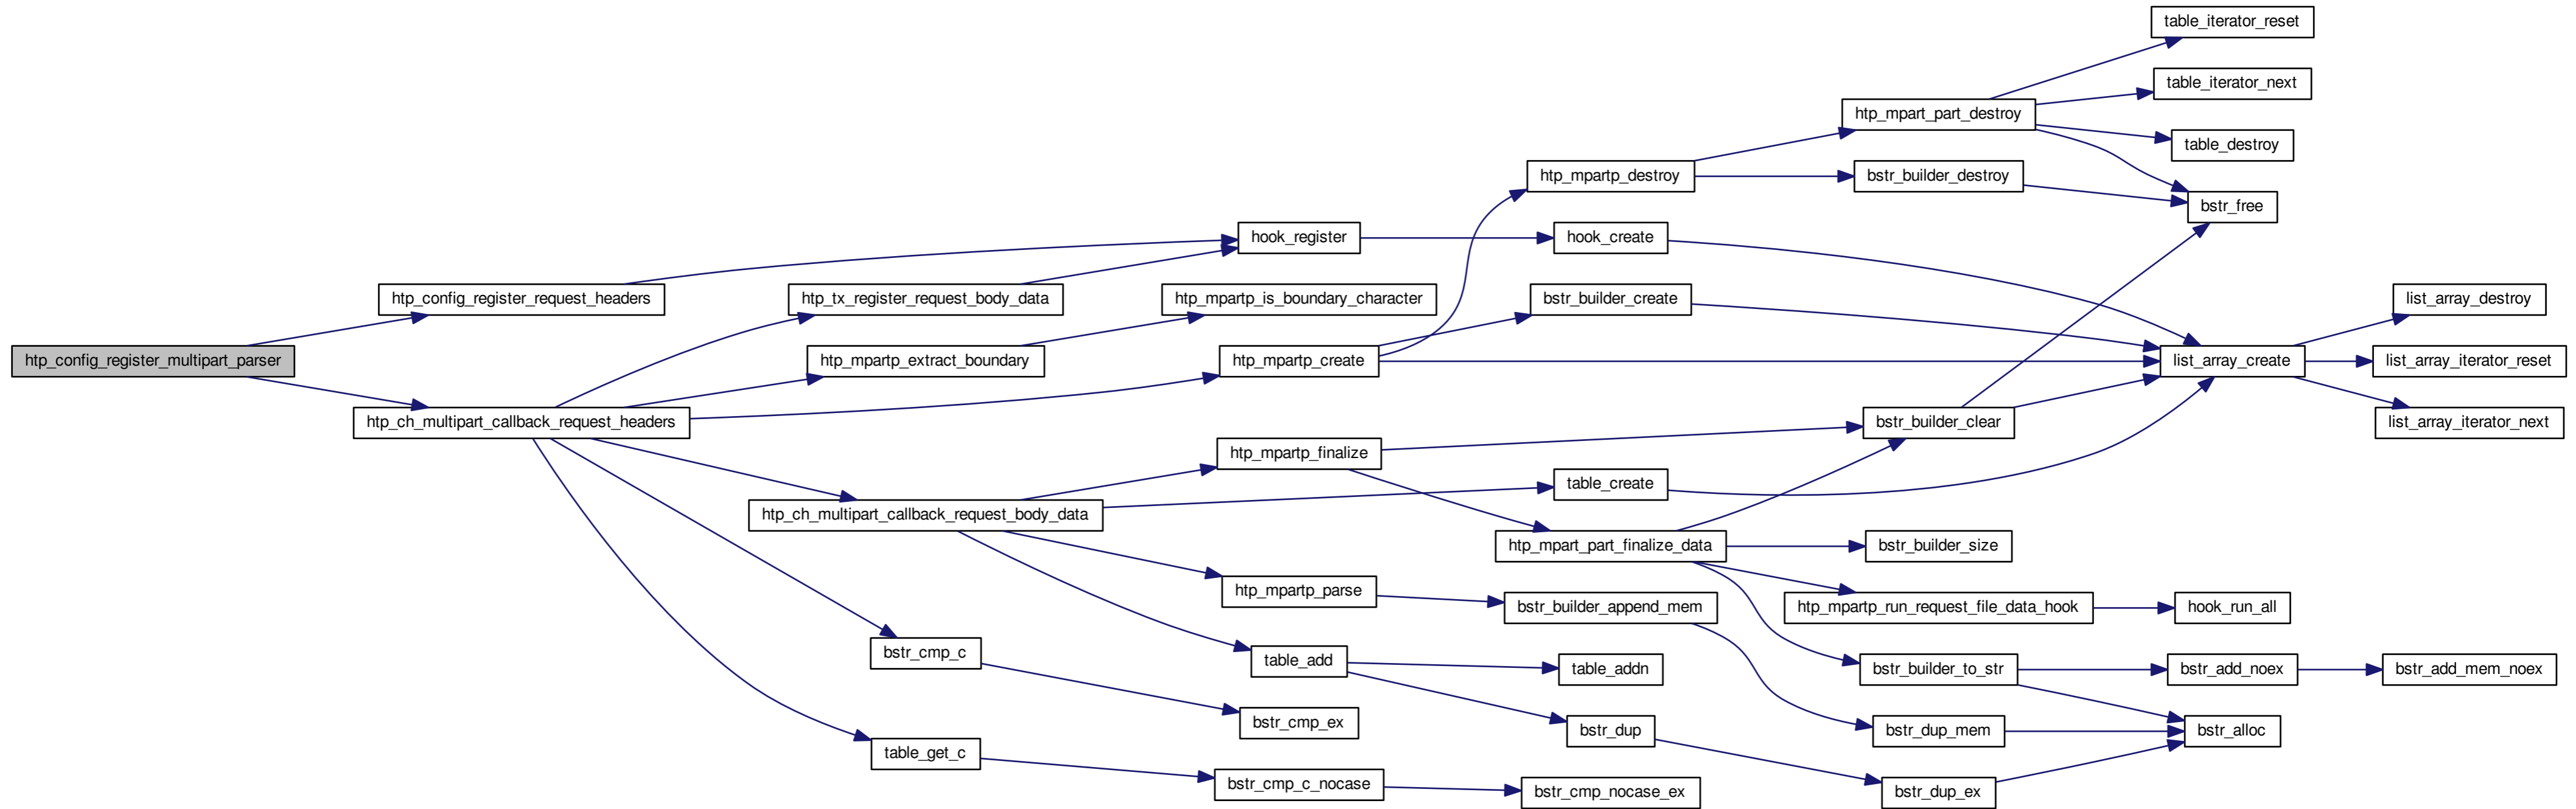 htp_config_register_multipart_parser
htp_config_register_request_headers
htp_ch_multipart_callback_request_headers
htp_tx_register_request_body_data
htp_mpartp_extract_boundary
htp_ch_multipart_callback_request_body_data
bstr_cmp_c
table_get_c
hook_register
htp_mpartp_is_boundary_character
htp_mpartp_create
htp_mpartp_finalize
htp_mpartp_parse
table_add
bstr_cmp_ex
bstr_cmp_c_nocase
htp_mpartp_destroy
hook_create
bstr_builder_create
table_create
htp_mpart_part_finalize_data
bstr_builder_append_mem
table_addn
bstr_dup
bstr_cmp_nocase_ex
htp_mpart_part_destroy
bstr_builder_destroy
bstr_builder_clear
bstr_builder_size
htp_mpartp_run_request_file_data_hook
bstr_builder_to_str
bstr_dup_mem
bstr_dup_ex
table_iterator_reset
table_iterator_next
table_destroy
bstr_free
list_array_create
hook_run_all
bstr_add_noex
bstr_alloc
list_array_destroy
list_array_iterator_reset
list_array_iterator_next
bstr_add_mem_noex